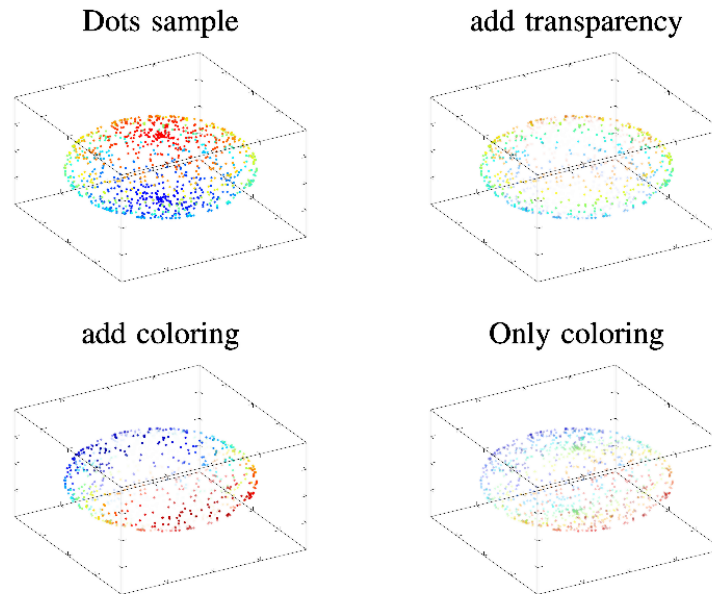 Dots sample
add transparency
add coloring
Only coloring